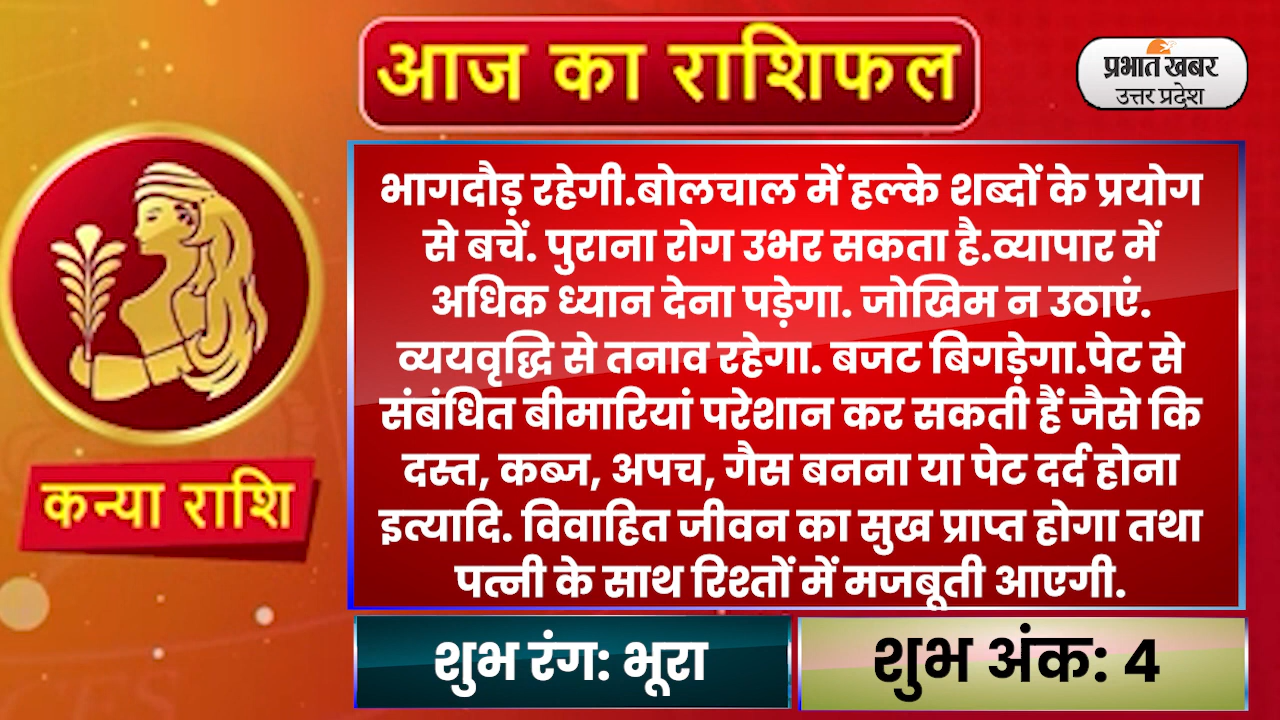 आज का राशिफल
प्रभात खबर
उत्तर प्रदेश
भागदौड़ रहेगी.बोलचाल में हल्के शब्दों के प्रयोग
से बचें. पुराना रोग उभर सकता है.व्यापार में
अधिक ध्यान देना पड़ेगा. जोखिम न उठाएं.
व्ययवृद्धि से तनाव रहेगा. बजट बिगड़ेगा.पेट से
संबंधित बीमारियां परेशान कर सकती हैं जैसे कि
दस्त, कब्ज, अपच, गैस बनना या पेट दर्द होना
इत्यादि. विवाहित जीवन का सुख प्राप्त होगा तथा
पत्नी के साथ रिश्तों में मजबूती आएगी.
कन्या राशि
शुभ रंग: भूरा
शुभ अंक: 4